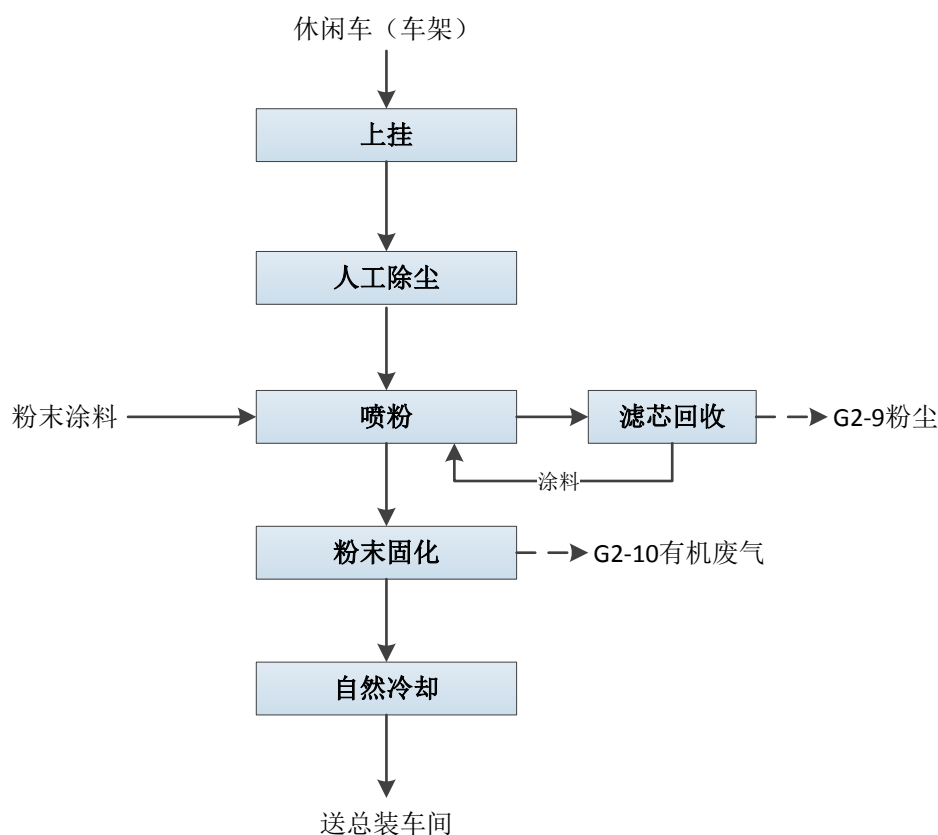 休闲车（车架）
上挂
人工除尘
粉末涂料
喷粉
滤芯回收
G2-9粉尘
涂料
粉末固化
G2-10有机废气
自然冷却
送总装车间